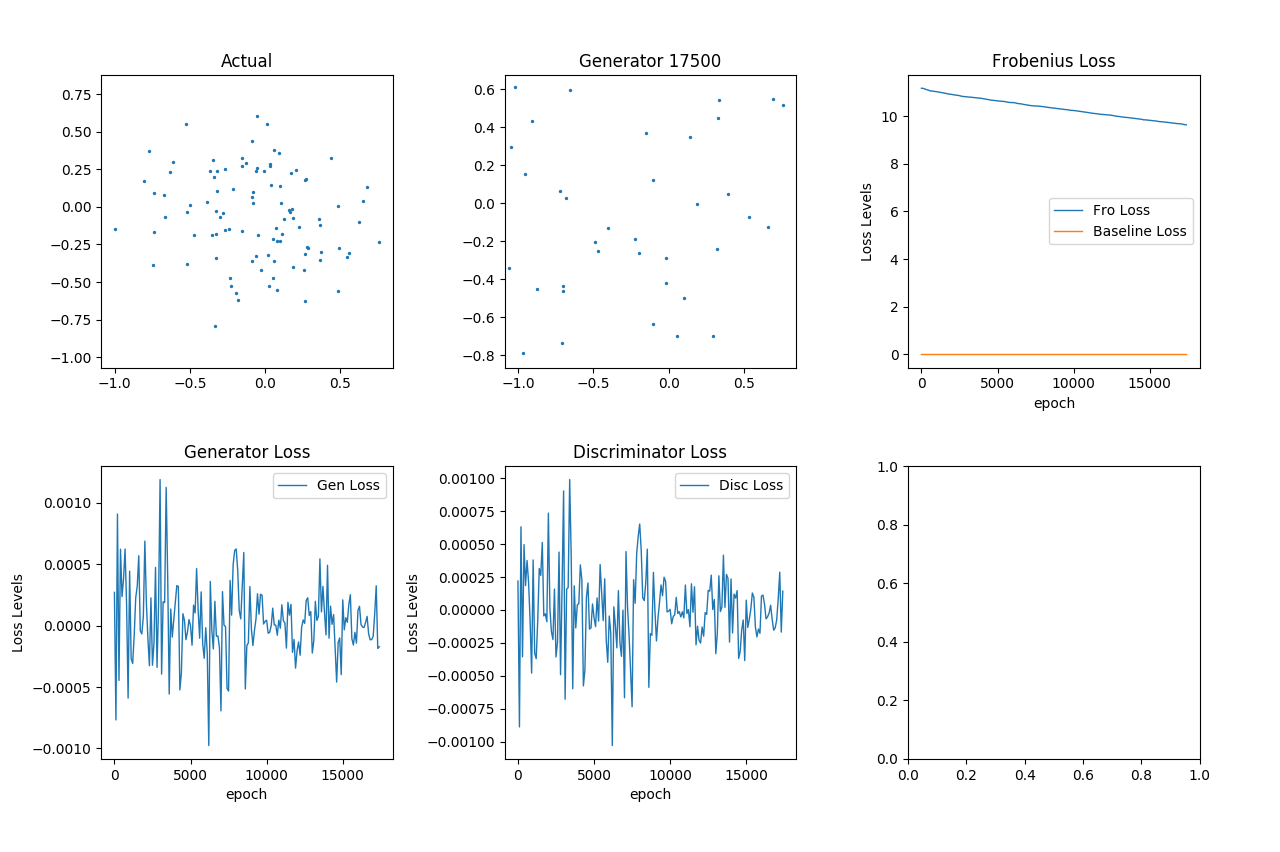 Actual
0.75
0.50
0.25
0.00
−0.25
−0.50
−0.75
−1.00
−1.0 −0.5 0.0 0.5
Generator 17500
0.6
0.4
0.2
0.0
−0.2
−0.4
−0.6
−0.8
−1.0 −0.5 0.0 0.5
Frobenius Loss
Loss Levels
10
8
6
4
2
0
Fro Loss
Baseline Loss
0 5000 10000 15000
epoch
Generator Loss
Loss Levels
0.0010
0.0005
0.0000
−0.0005
−0.0010
Gen Loss
0 5000 10000 15000
epoch
Discriminator Loss
Loss Levels
0.00100
0.00075
0.00050
0.00025
0.00000
−0.00025
−0.00050
−0.00075
−0.00100
Disc Loss
0 5000 10000 15000
epoch
1.0
0.8
0.6
0.4
0.2
0.0
0.0 0.2 0.4 0.6 0.8 1.0